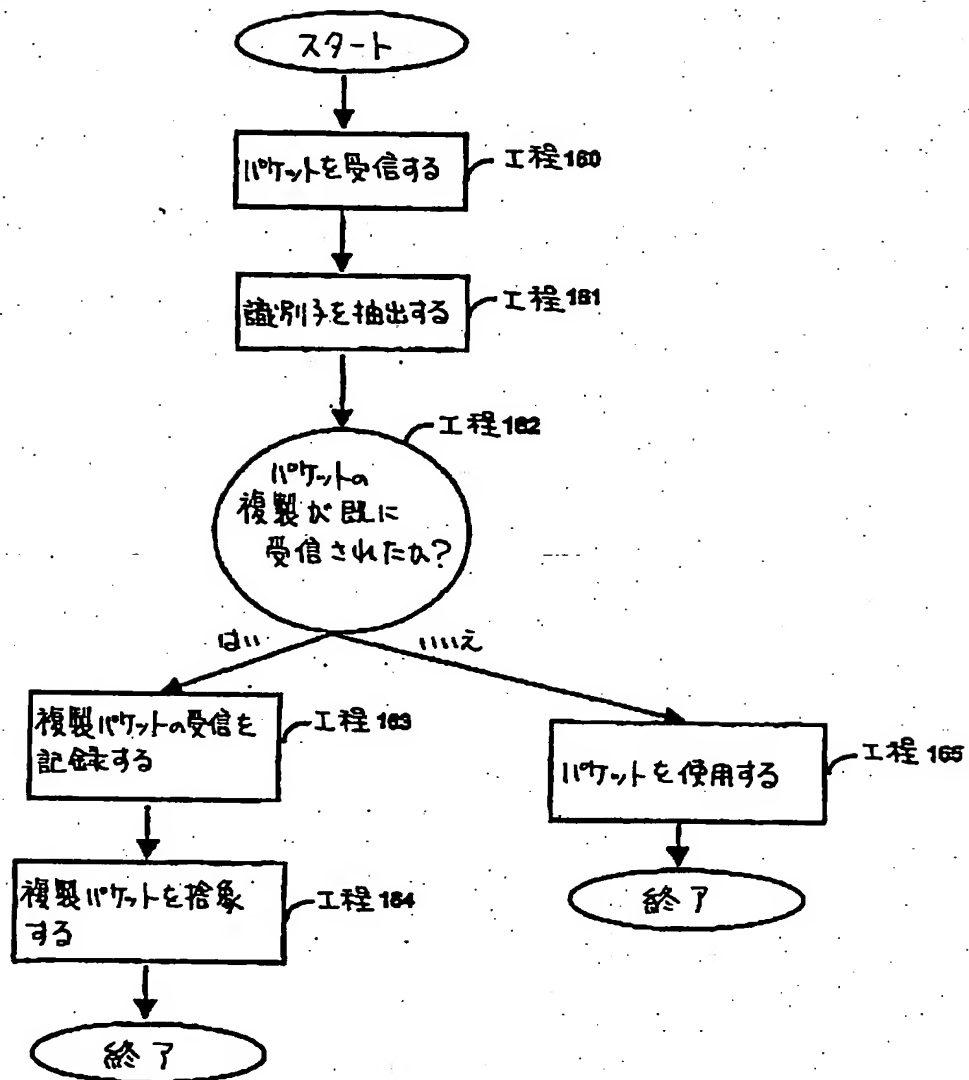 スタート
パケットを受信する
工程160
識別子を抽出する
工程161
工程162
パケットの
複製が既に
受信されたか?
はい
いいえ
複製パケットの受信を
記録する
工程163
パケットを使用する
工程165
複製パケットを捨象
する
工程164
終了
終了